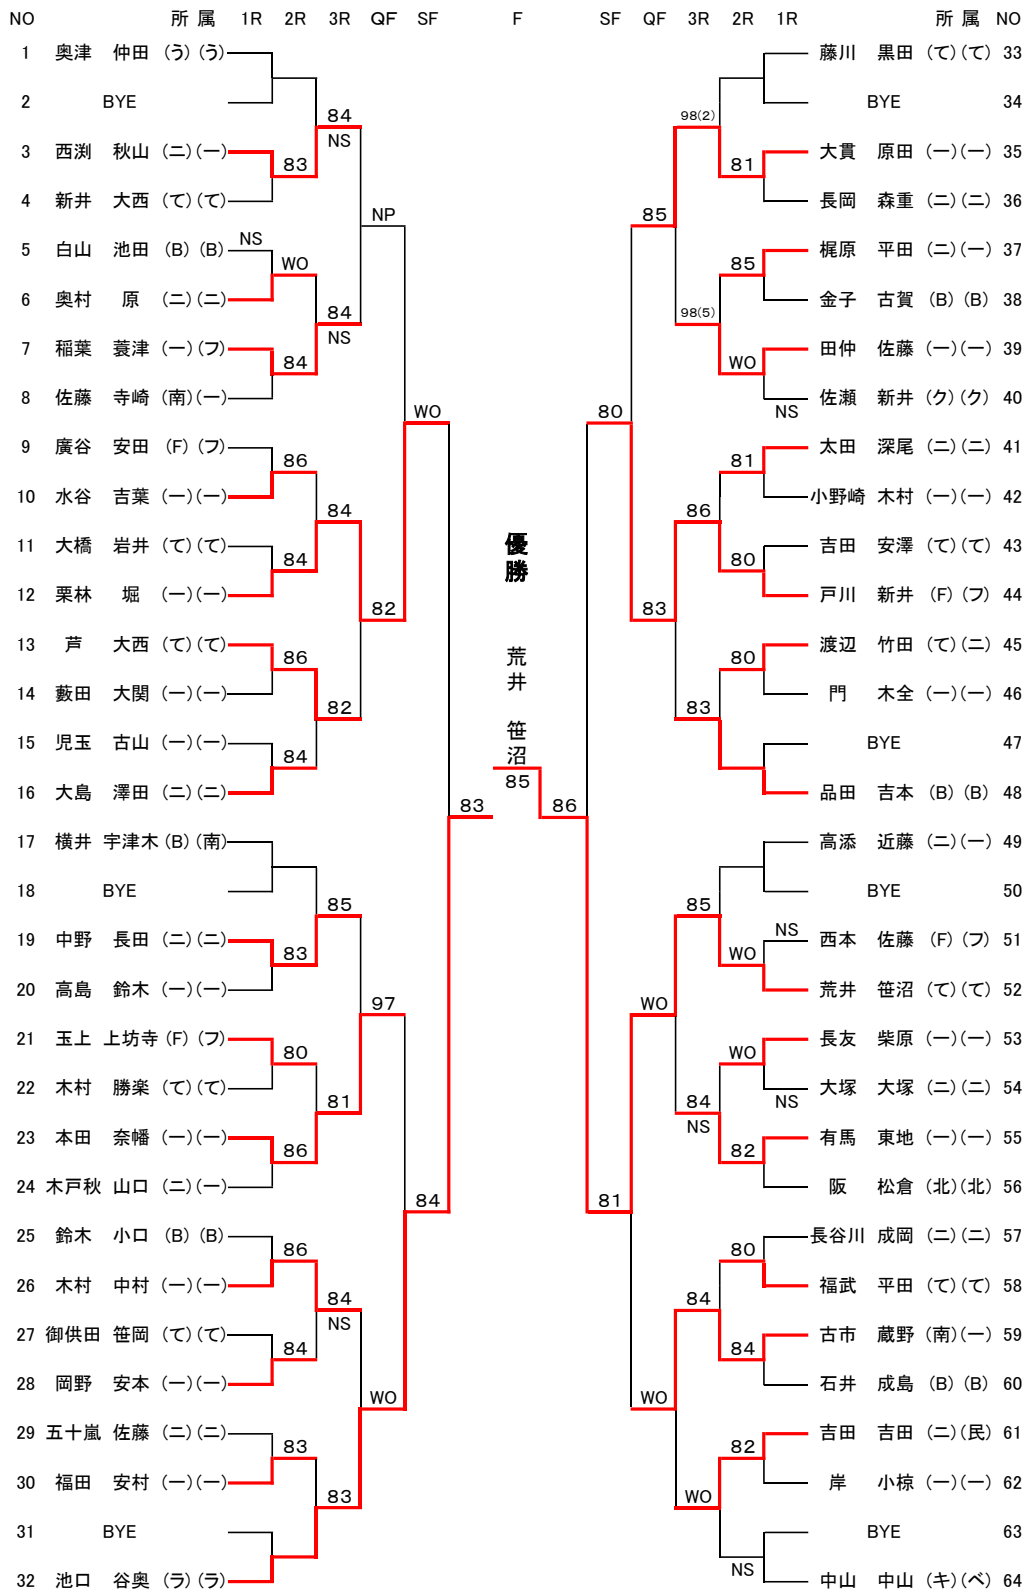 NO 所 属 1R 2R 3R QF SF F SF QF 3R 2R 1R 所 属 NO
1 奥津 仲田 (う) (う) 藤川 黒田 (て) (て) 33
2 BYE BYE 34
84 98(2)
NS
3 西渕 秋山 (ニ) (一) 83 81 大貫 原田 (一) (一) 35
4 新井 大西 (て) (て) 長岡 森重 (ニ) (ニ) 36
NP 85
5 白山 池田 (B) (B) NS WO 85 梶原 平田 (ニ) (一) 37
6 奥村 原 (ニ) (ニ) 金子 古賀 (B) (B) 38
84 98(5)
NS
7 稲葉 蓑津 (一) (フ) 84 WO 田仲 佐藤 (一) (一) 39
8 佐藤 寺崎 (南) (一) 佐瀬 新井 (ク) (ク) 40
WO 80 NS
9 廣谷 安田 (F) (フ) 86 81 太田 深尾 (ニ) (ニ) 41
10 水谷 吉葉 (一) (一) 小野崎 木村 (一) (一) 42
84 86
11 大橋 岩井 (て) (て) 84 優勝 80 吉田 安澤 (て) (て) 43
12 栗林 堀 (一) (一) 戸川 新井 (F) (フ) 44
82 83
13 芦 大西 (て) (て) 86 荒井 笹沼 80 渡辺 竹田 (て) (ニ) 45
14 藪田 大関 (一) (一) 門 木全 (一) (一) 46
82 83
15 児玉 古山 (一) (一) 84 BYE 47
16 大島 澤田 (ニ) (ニ) 品田 吉本 (B) (B) 48
83 85 86
17 横井 宇津木 (B) (南) 高添 近藤 (ニ) (一) 49
18 BYE BYE 50
85 85
19 中野 長田 (ニ) (ニ) 83 WO NS 西本 佐藤 (F) (フ) 51
20 高島 鈴木 (一) (一) 荒井 笹沼 (て) (て) 52
97 WO
21 玉上 上坊寺 (F) (フ) 80 WO 長友 柴原 (一) (一) 53
22 木村 勝楽 (て) (て) 大塚 大塚 (ニ) (ニ) 54
81 84 NS
NS
23 本田 奈幡 (一) (一) 86 82 有馬 東地 (一) (一) 55
24 木戸秋 山口 (ニ) (一) 阪 松倉 (北) (北) 56
84 81
25 鈴木 小口 (B) (B) 86 80 長谷川 成岡 (ニ) (ニ) 57
26 木村 中村 (一) (一) 福武 平田 (て) (て) 58
84 84
NS
27 御供田 笹岡 (て) (て) 84 84 古市 蔵野 (南) (一) 59
28 岡野 安本 (一) (一) 石井 成島 (B) (B) 60
WO WO
29 五十嵐 佐藤 (ニ) (ニ) 83 82 吉田 吉田 (ニ) (民) 61
30 福田 安村 (一) (一) 岸 小椋 (一) (一) 62
83 WO
31 BYE BYE 63
NS
32 池口 谷奥 (ラ) (ラ) 中山 中山 (キ) (ベ) 64